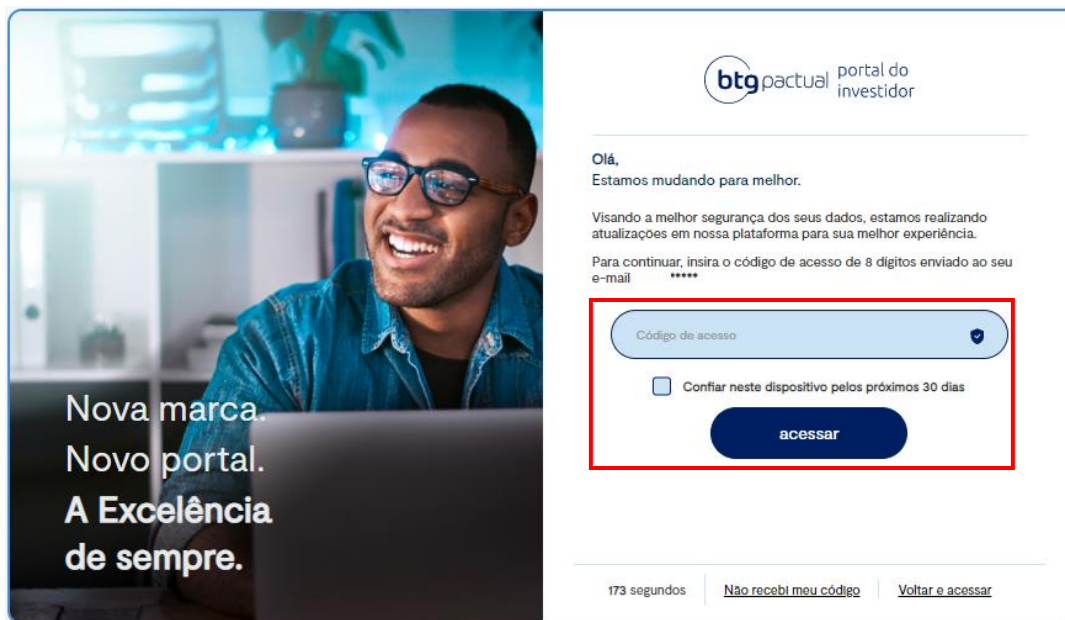 Nova marca.
Novo portal.
A Excelência
de sempre.
btg pactual portal do
investidor
Olá,
Estamos mudando para melhor.
Visando a melhor segurança dos seus dados, estamos realizando
atualizações em nossa plataforma para sua melhor experiência.
Para continuar, insira o código de acesso de 8 dígitos enviado ao seu
e-mail *****
Código de acesso
Confiar neste dispositivo pelos próximos 30 dias
acessar
173 segundos Não recebi meu código Voltar e acessar